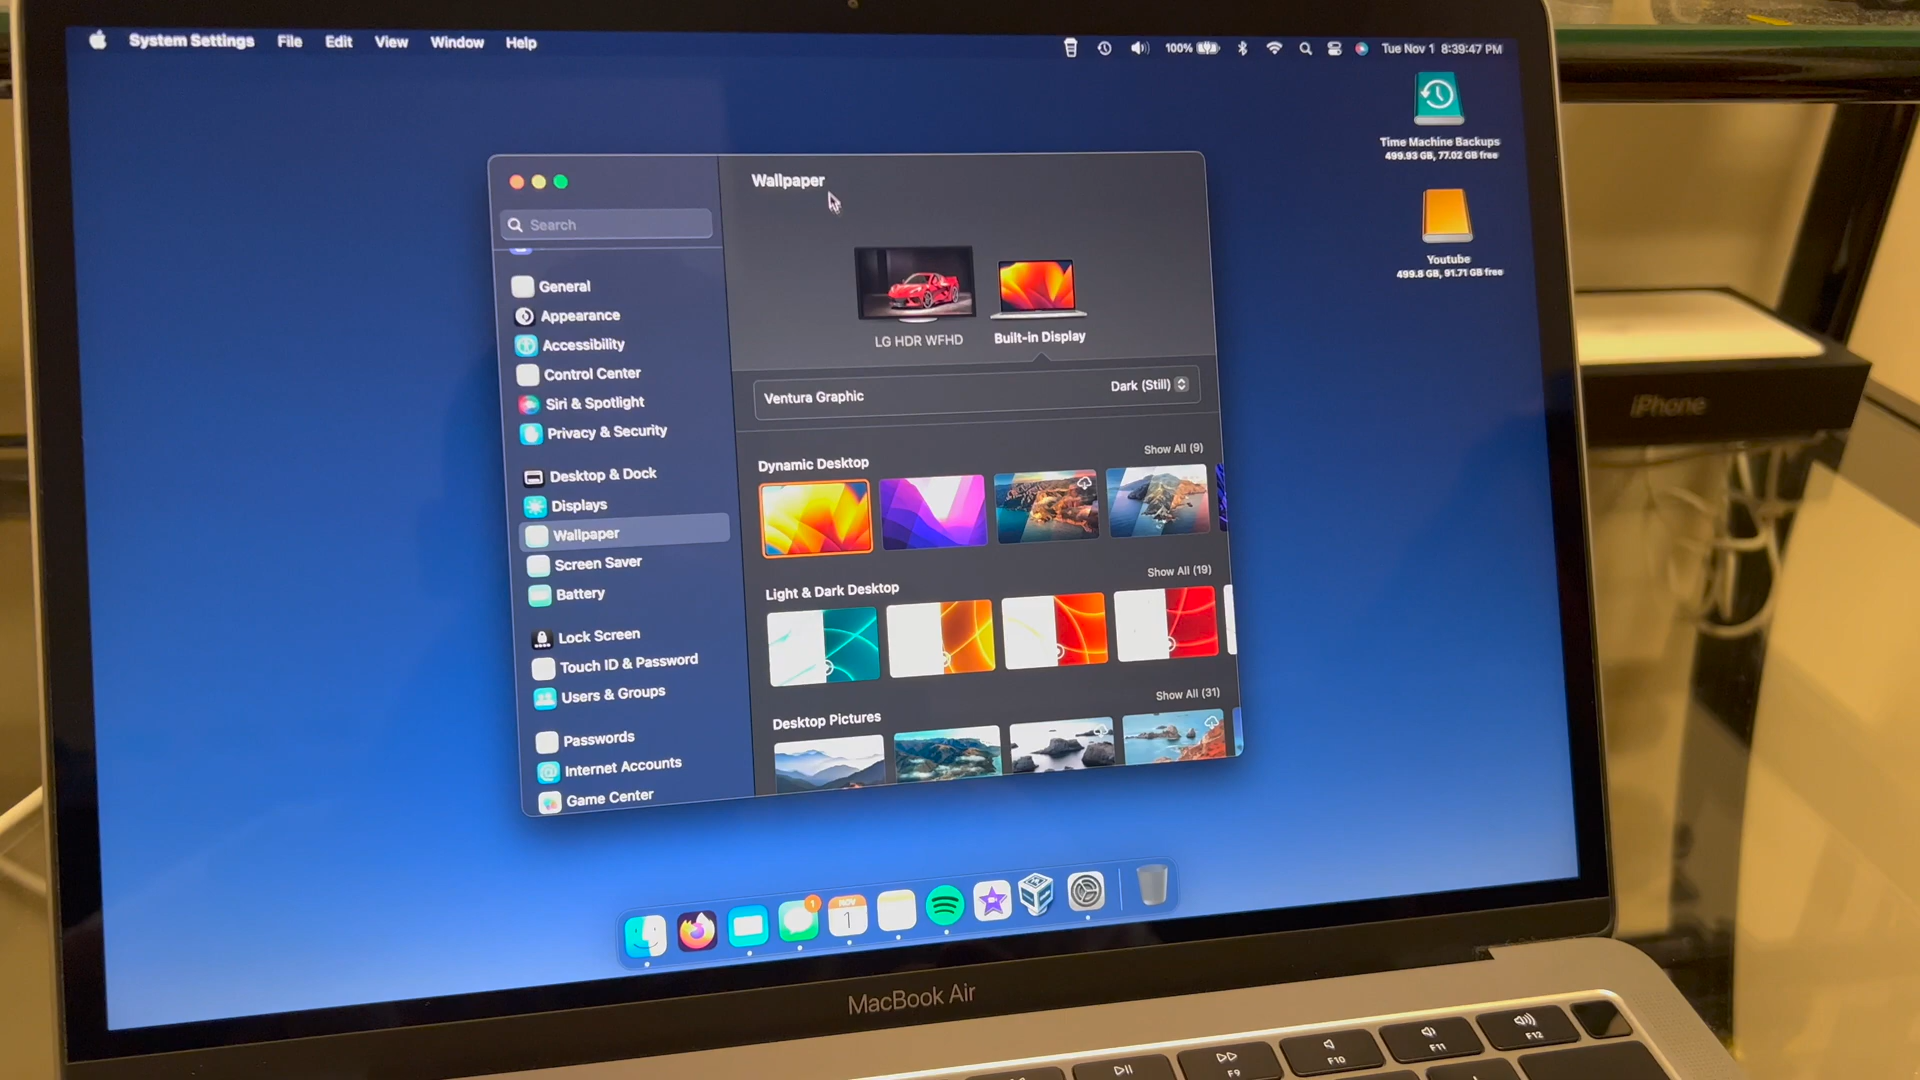 System Settings File Edit View Window Help
100% Tue Nov 1 8:39:47 PM
Time Machine Backups
499.93 GB, 77.02 GB free
Youtube
499.8 GB, 91.71 GB free
Search
General
Appearance
Accessibility
Control Center
Siri & Spotlight
Privacy & Security
Desktop & Dock
Displays
Wallpaper
Screen Saver
Battery
Lock Screen
Touch ID & Password
Users & Groups
Passwords
Internet Accounts
Game Center
Wallpaper
LG HDR WFHD
Built-in Display
Ventura Graphic
Dark (Still)
Dynamic Desktop
Show All (9)
Light & Dark Desktop
Show All (19)
Desktop Pictures
Show All (31)
1
NOV
1
MacBook Air
iPhone
F9
F10
F11
F12